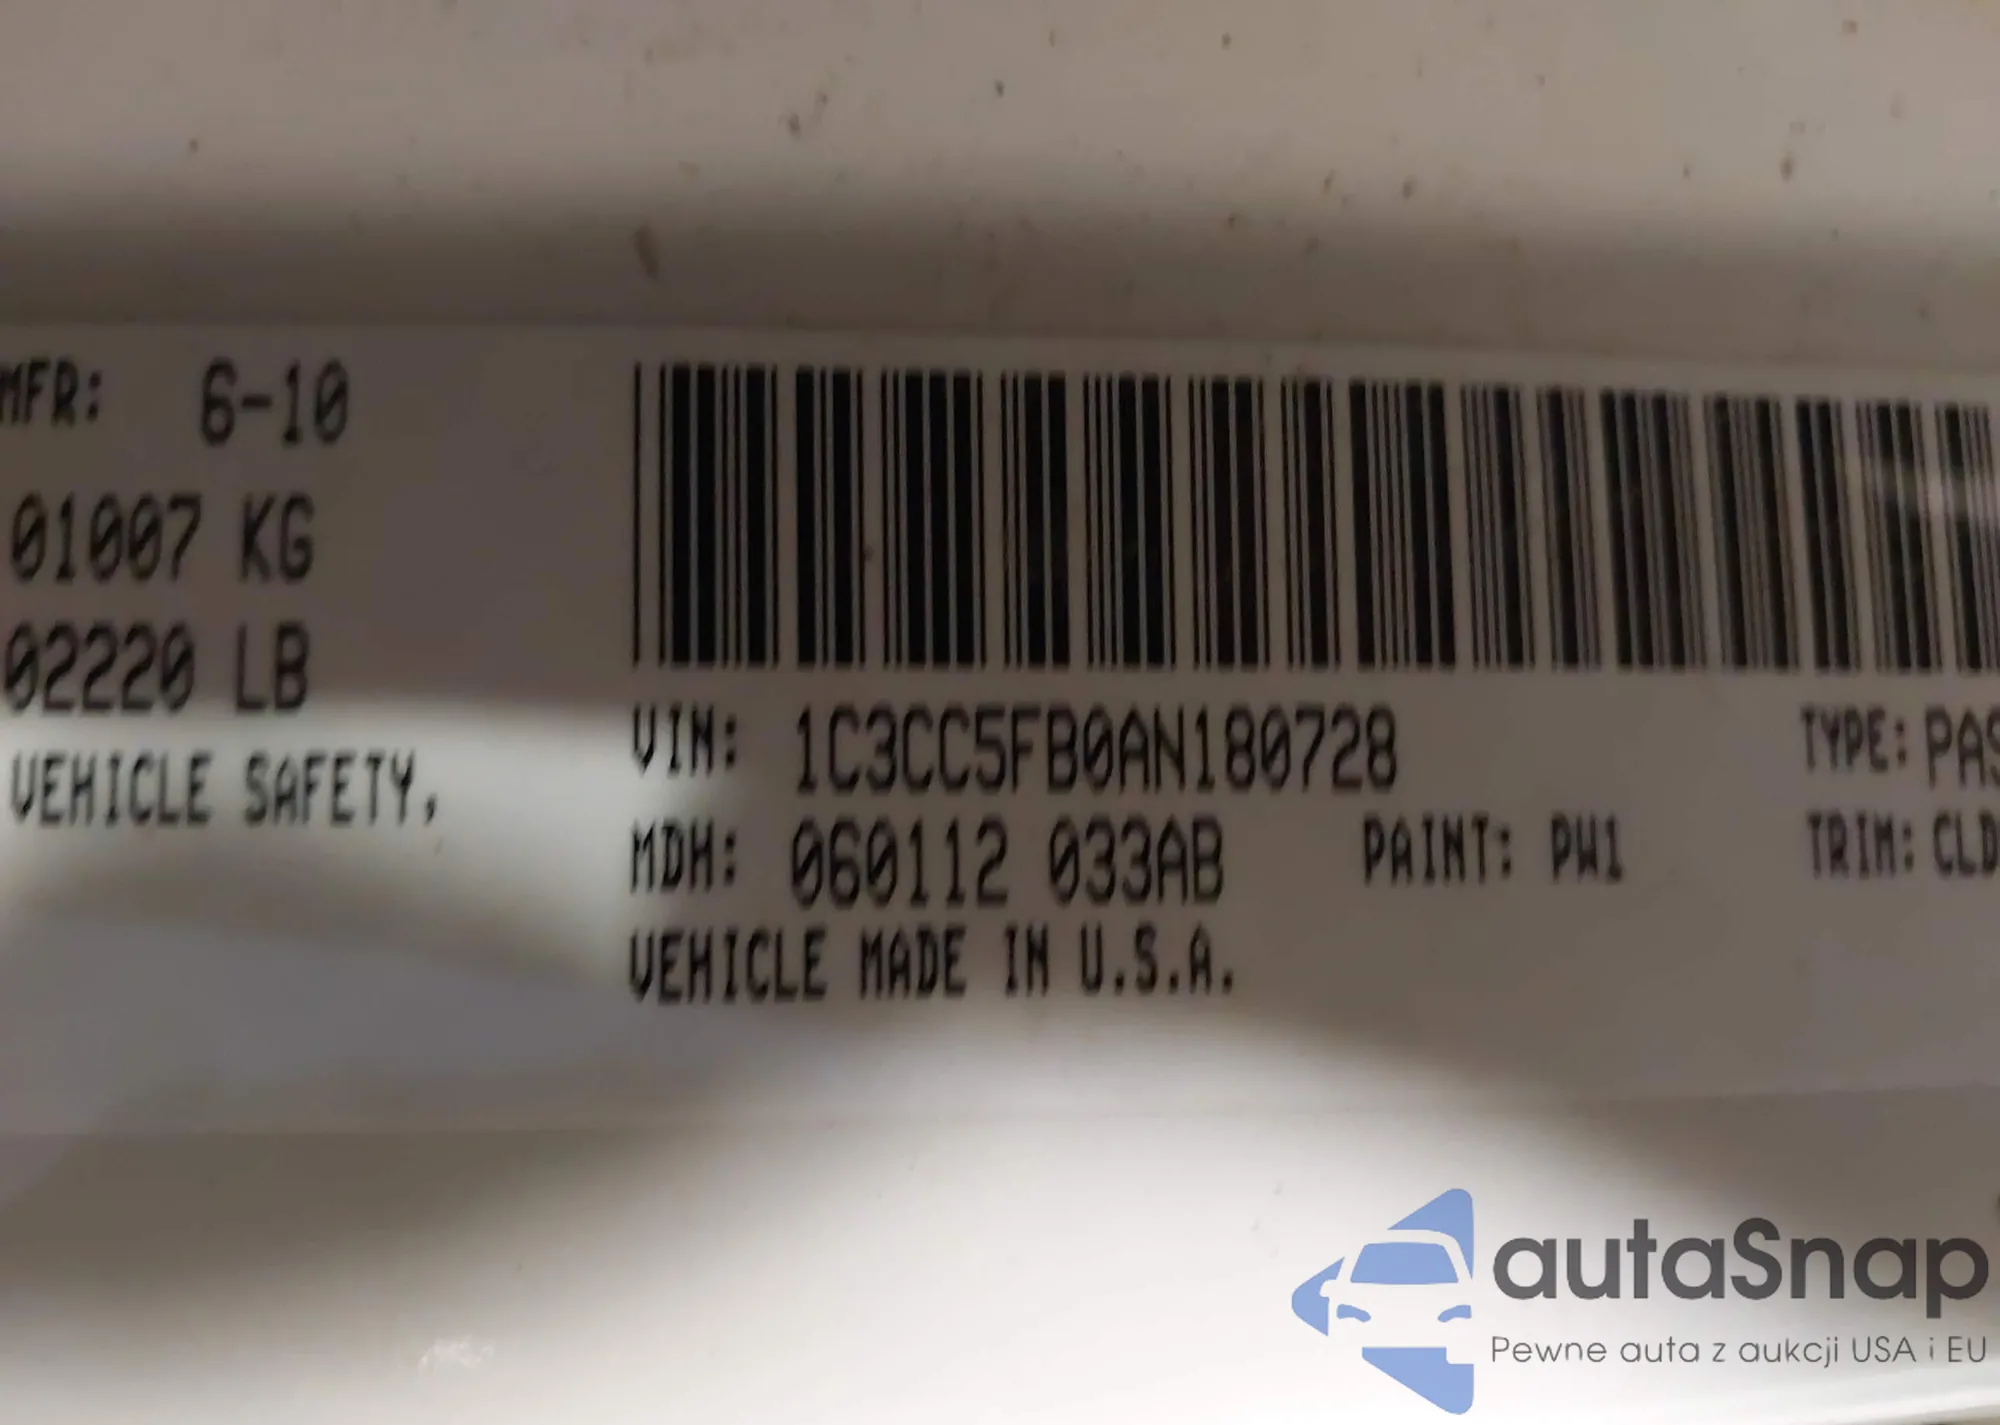 MFR: 6-10
01007 KG
02220 LB
VEHICLE SAFETY,
VIN: 1C3CC5FB0AN180728
TYPE: PAS
MDH: 060112 033AB
PAINT: PW1
TRIM: CLD
VEHICLE MADE IN U.S.A.
autaSnap
Pewne auta z aukcji USA i EU